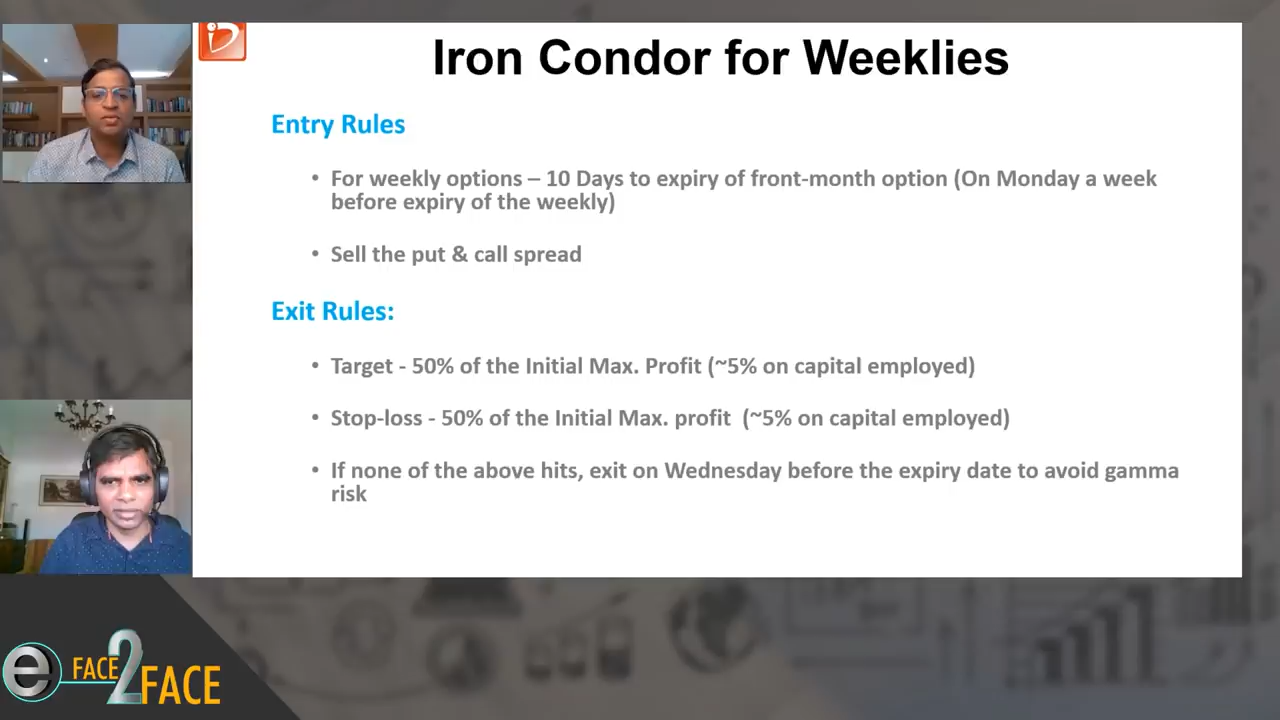 Iron Condor for Weeklies
Entry Rules
• For weekly options – 10 Days to expiry of front-month option (On Monday a week
before expiry of the weekly)
• Sell the put & call spread
Exit Rules:
• Target - 50% of the Initial Max. Profit (~5% on capital employed)
• Stop-loss - 50% of the Initial Max. profit (~5% on capital employed)
• If none of the above hits, exit on Wednesday before the expiry date to avoid gamma
risk
e FACE 2 FACE